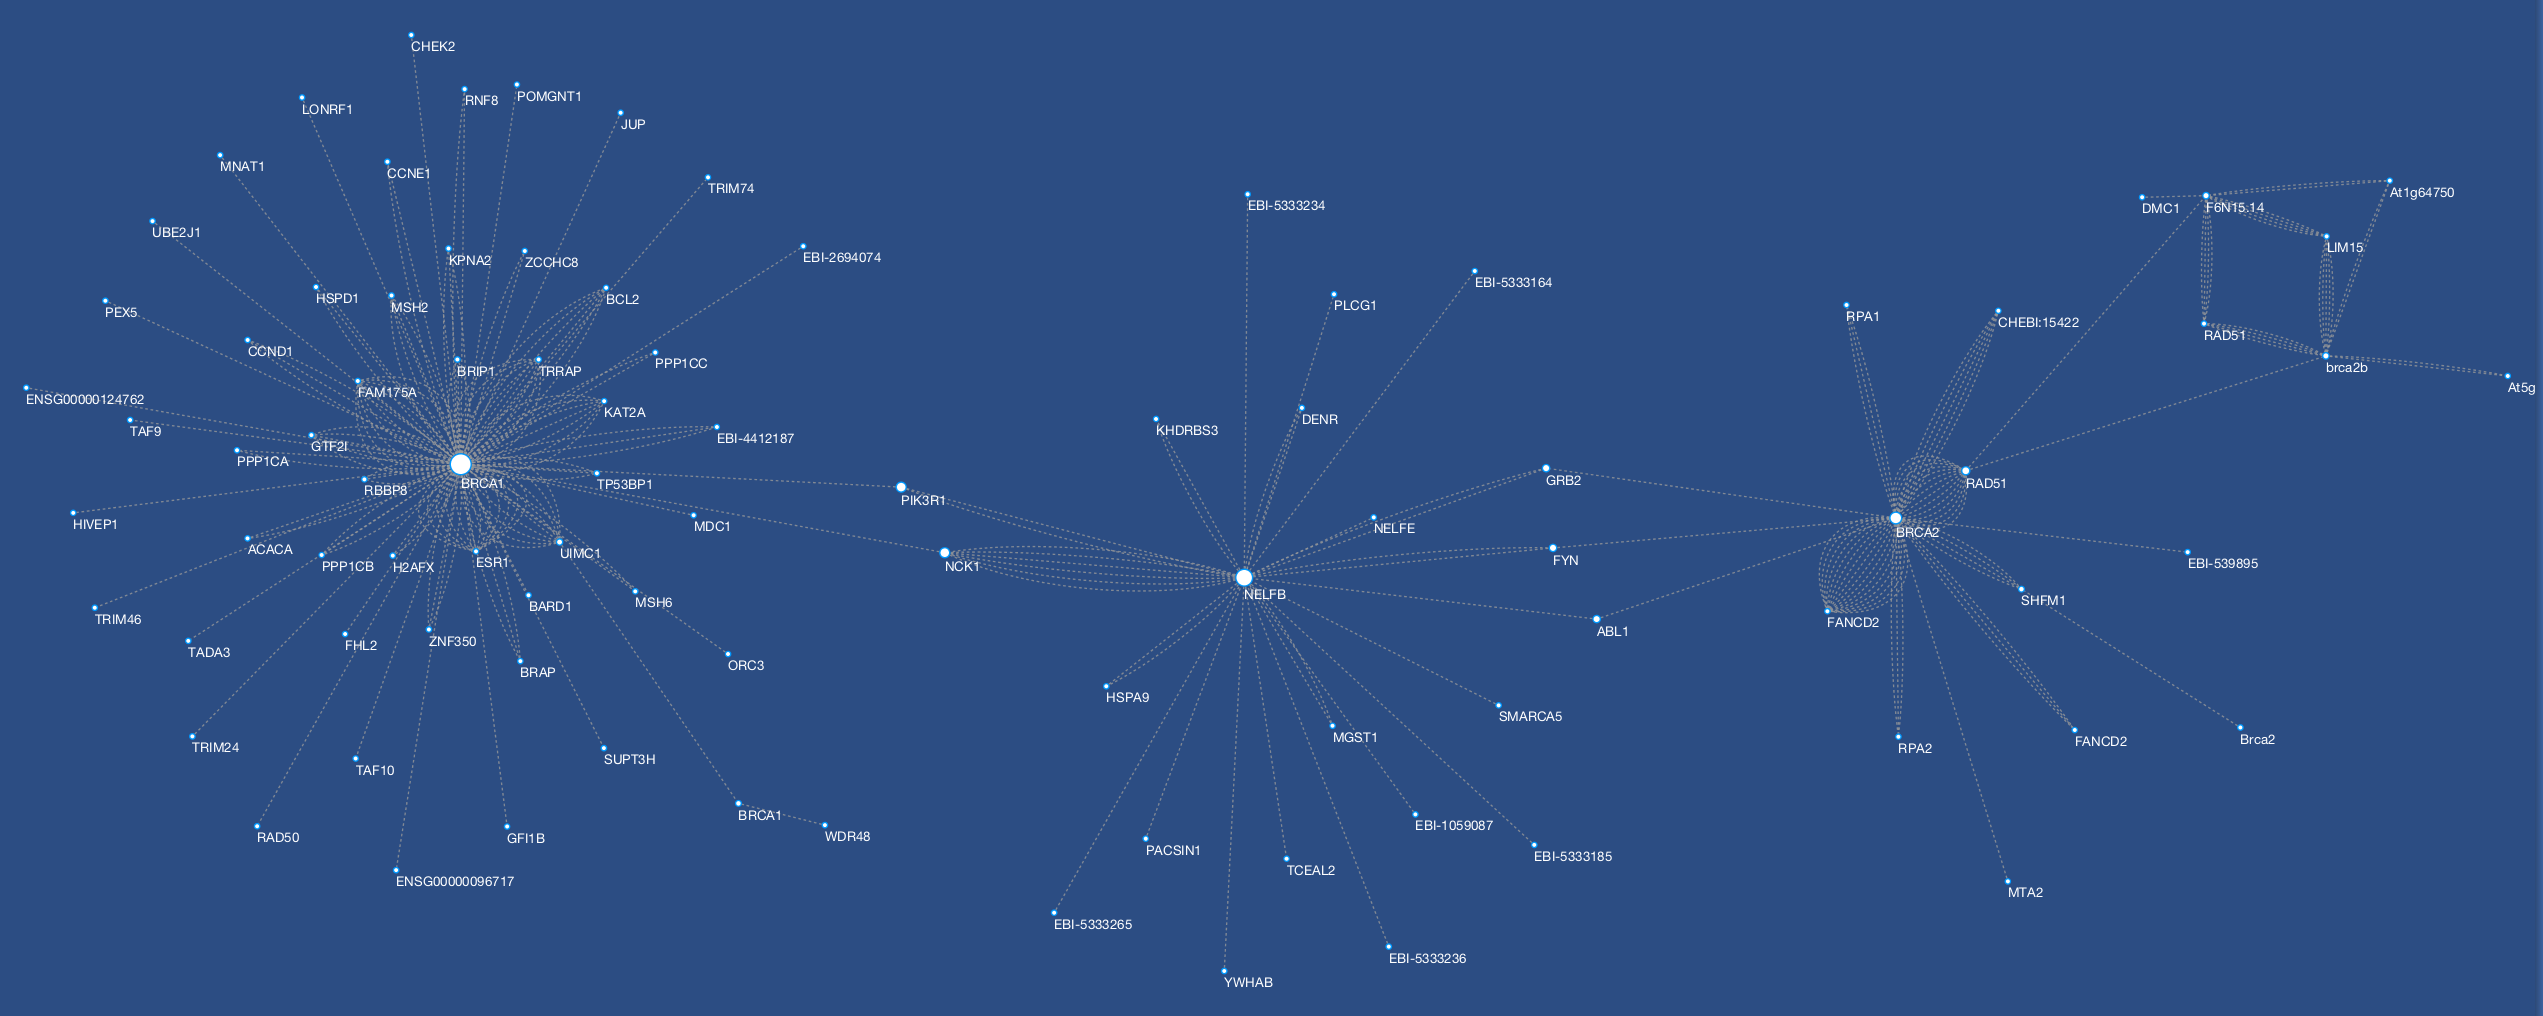 CHEK2
RNF8
POMGNT1
LONRF1
JUP
MNAT1
CCNE1
TRIM74
UBE2J1
KPNA2
ZCCHC8
EBI-2694074
HSPD1
MSH2
BCL2
PEX5
CCND1
BRIP1
TRRAP
PPP1CC
FAM175A
ENSG00000124762
KAT2A
TAF9
GTF2I
EBI-4412187
PPP1CA
BRCA1
TP53BP1
RBBP8
PIK3R1
HIVEP1
MDC1
ACACA
PPP1CB
H2AFX
ESR1
UIMC1
NCK1
TRIM46
BARD1
MSH6
TADA3
FHL2
ZNF350
BRAP
ORC3
TRIM24
TAF10
SUPT3H
BRCA1
WDR48
RAD50
GFI1B
ENSG00000096717
EBI-5333234
EBI-5333164
PLCG1
KHDRBS3
DENR
GRB2
NELFE
FYN
NELFB
ABL1
HSPA9
SMARCA5
MGST1
EBI-1059087
PACSIN1
EBI-5333185
TCEAL2
EBI-5333265
EBI-5333236
YWHAB
DMC1
F6N15.14
At1g64750
LIM15
RPA1
CHEBI:15422
RAD51
brca2b
At5g
RAD51
BRCA2
EBI-539895
SHFM1
FANCD2
RPA2
FANCD2
Brca2
MTA2